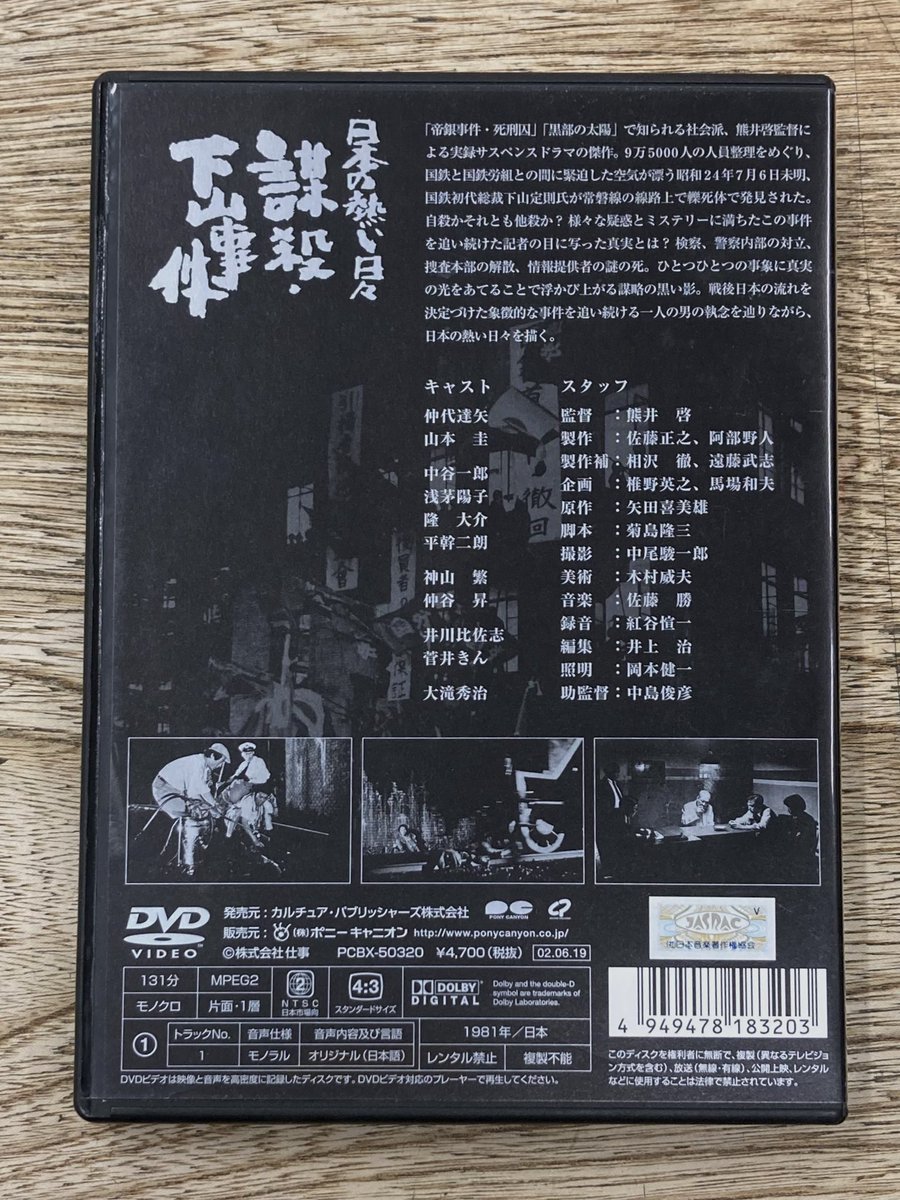 日本の熱い日々
謀殺・
下山事件
「帝銀事件・死刑囚」「黒部の太陽」で知られる社会派、熊井啓監督に
よる実録サスペンスドラマの傑作。9万5000人の人員整理をめぐり、
国鉄と国鉄労組との間に緊迫した空気が漂う昭和24年7月6日未明、
国鉄初代総裁下山定則氏が常磐線の線路上で轢死体で発見された。
自殺かそれとも他殺か? 様々な疑惑とミステリーに満ちたこの事件
を追い続けた記者の目に写った真実とは? 検察、警察内部の対立、
捜査本部の解散、情報提供者の謎の死。ひとつひとつの事象に真実
の光をあてることで浮かび上がる謀略の黒い影。戦後日本の流れを
決定づけた象徴的な事件を追い続ける一人の男の執念を辿りながら、
日本の熱い日々を描く。
キャスト
仲代達矢
山本 圭
中谷一郎
浅茅陽子
隆 大介
平幹二朗
神山 繁
仲谷 昇
井川比佐志
菅井きん
大滝秀治
スタッフ
監督:熊井 啓
製作:佐藤正之、阿部野人
製作補:相沢 徹、遠藤武志
企画:椎野英之、馬場和夫
原作:矢田喜美雄
脚本:菊島隆三
撮影:中尾駿一郎
美術:木村威夫
音楽:佐藤 勝
録音:紅谷愃一
編集:井上 治
照明:岡本健一
助監督:中島俊彦
撤回
DVD
VIDEO
発売元:カルチュア・パブリッシャーズ株式会社
PONY CANYON
販売元:(株)ポニーキャニオン http://www.ponycanyon.co.jp/
©株式会社仕事 PCBX-50320 ¥4,700(税抜) 02.06.19
V
JASRAC
(社)日本音楽著作権協会
131分 MPEG2
モノクロ 片面・1層
2
NTSC
日本市場向
4:3
スタンダードサイズ
DOLBY
DIGITAL
Dolby and the double-D
symbol are trademarks of
Dolby Laboratories.
① トラックNo. 音声仕様 音声内容及び言語
1 モノラル オリジナル(日本語)
1981年/日本
レンタル禁止 複製不能
4 949478 183203
このディスクを権利者に無断で、複製(異なるテレビジョ
ン方式を含む)、放送(無線・有線)、公開上映、レンタル
などに使用することは法律で禁止されています。
DVDビデオは映像と音声を高密度に記録したディスクです。DVDビデオ対応のプレーヤーで再生してください。